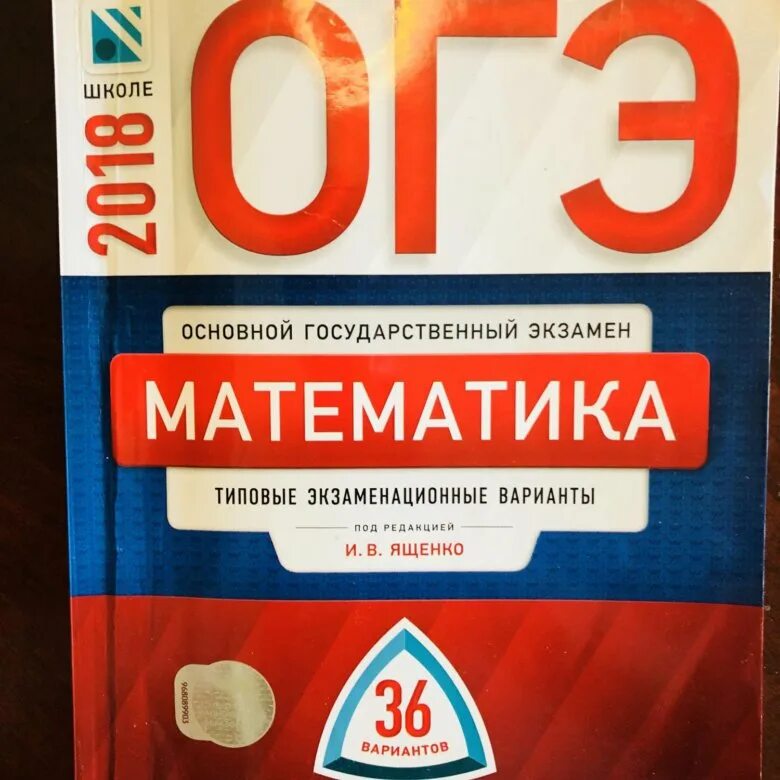 ШКОЛЕ
2018
ОГЭ
ОСНОВНОЙ ГОСУДАРСТВЕННЫЙ ЭКЗАМЕН
МАТЕМАТИКА
ТИПОВЫЕ ЭКЗАМЕНАЦИОННЫЕ ВАРИАНТЫ
ПОД РЕДАКЦИЕЙ
И. В. ЯЩЕНКО
36
ВАРИАНТОВ